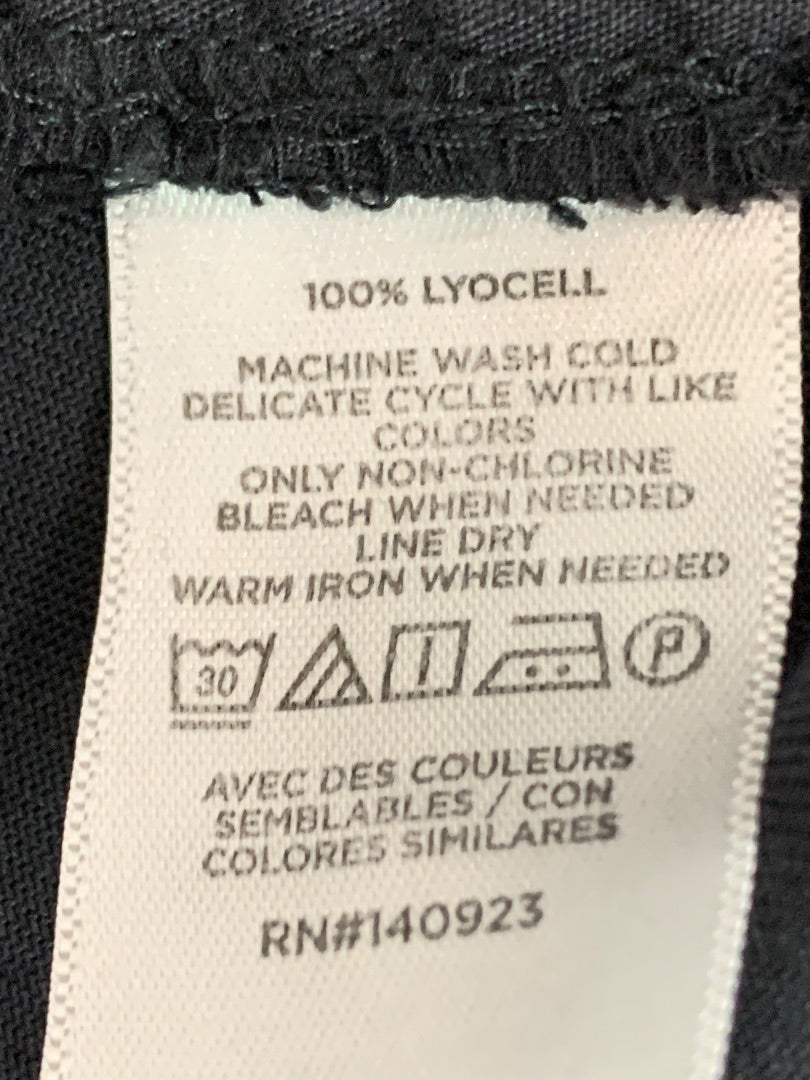 100% LYOCELL
MACHINE WASH COLD
DELICATE CYCLE WITH LIKE
COLORS
ONLY NON-CHLORINE
BLEACH WHEN NEEDED
LINE DRY
WARM IRON WHEN NEEDED
30 P
AVEC DES COULEURS
SEMBLABLES / CON
COLORES SIMILARES
RN#140923